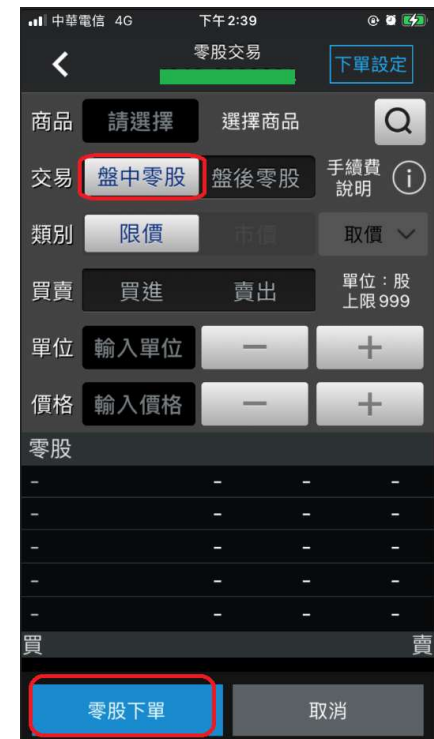 中華電信 4G 下午2:39
零股交易
下單設定
商品 請選擇 選擇商品
交易 盤中零股 盤後零股 手續費
說明 i
類別 限價 市價 取價
買賣 買進 賣出 單位：股
上限 999
單位 輸入單位 － ＋
價格 輸入價格 － ＋
零股
- - - -
- - - -
- - - -
- - - -
- - - -
買 賣
零股下單 取消